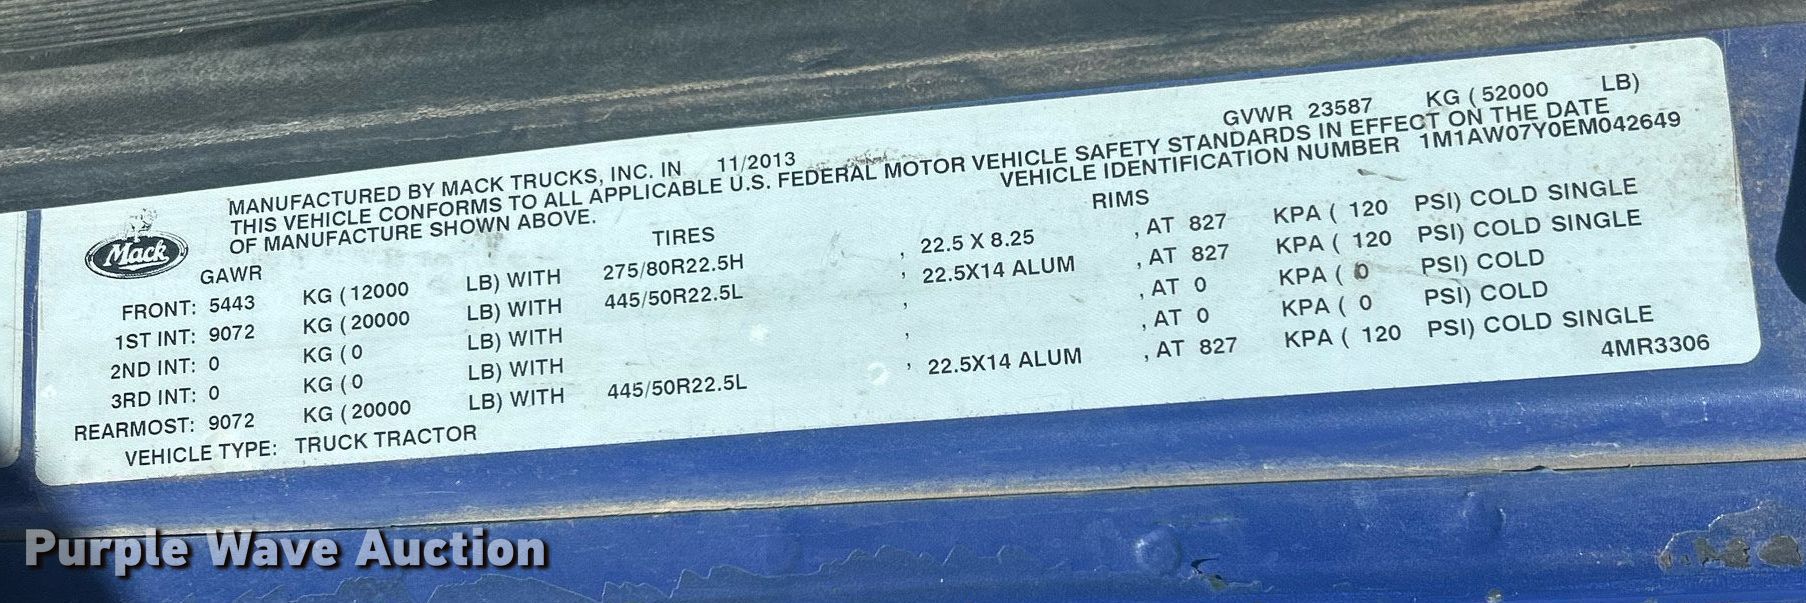 GVWR 23587 KG ( 52000 LB)
MANUFACTURED BY MACK TRUCKS, INC. IN 11/2013
THIS VEHICLE CONFORMS TO ALL APPLICABLE U.S. FEDERAL MOTOR VEHICLE SAFETY STANDARDS IN EFFECT ON THE DATE
OF MANUFACTURE SHOWN ABOVE. VEHICLE IDENTIFICATION NUMBER 1M1AW07Y0EM042649
Mack
GAWR TIRES RIMS
FRONT: 5443 KG ( 12000 LB) WITH 275/80R22.5H , 22.5 X 8.25 , AT 827 KPA ( 120 PSI) COLD SINGLE
1ST INT: 9072 KG ( 20000 LB) WITH 445/50R22.5L , 22.5X14 ALUM , AT 827 KPA ( 120 PSI) COLD SINGLE
2ND INT: 0 KG ( 0 LB) WITH , , AT 0 KPA ( 0 PSI) COLD
3RD INT: 0 KG ( 0 LB) WITH , , AT 0 KPA ( 0 PSI) COLD
REARMOST: 9072 KG ( 20000 LB) WITH 445/50R22.5L , 22.5X14 ALUM , AT 827 KPA ( 120 PSI) COLD SINGLE
VEHICLE TYPE: TRUCK TRACTOR 4MR3306
Purple Wave Auction